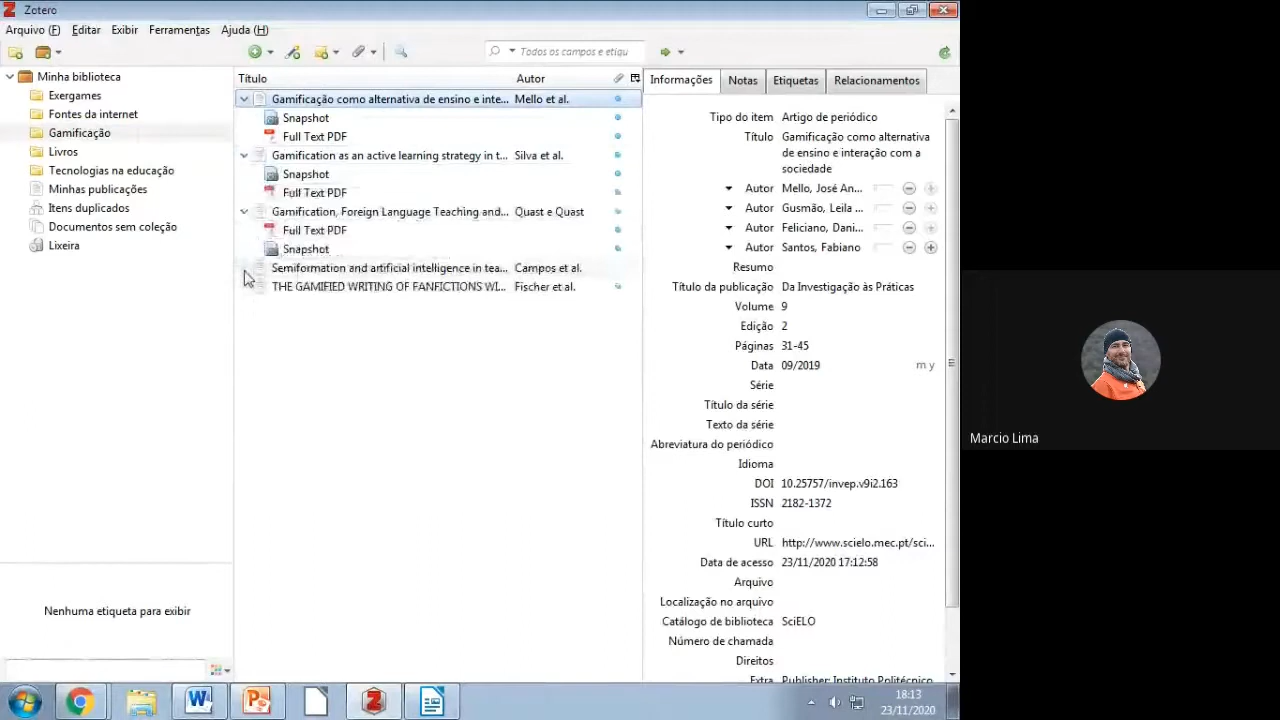 Zotero
Arquivo (F) Editar Exibir Ferramentas Ajuda (H)
Todos os campos e etiqu
Minha biblioteca
Exergames
Fontes da internet
Gamificação
Livros
Tecnologias na educação
Minhas publicações
Itens duplicados
Documentos sem coleção
Lixeira
Nenhuma etiqueta para exibir
Título Autor
Gamificação como alternativa de ensino e inte... Mello et al.
Snapshot
Full Text PDF
Gamification as an active learning strategy in t... Silva et al.
Snapshot
Full Text PDF
Gamification, Foreign Language Teaching and... Quast e Quast
Full Text PDF
Snapshot
Semiformation and artificial intelligence in tea... Campos et al.
THE GAMIFIED WRITING OF FANFICTIONS WI... Fischer et al.
Informações Notas Etiquetas Relacionamentos
Tipo do item Artigo de periódico
Título Gamificação como alternativa
de ensino e interação com a
sociedade
Autor Mello, José An...
Autor Gusmão, Leila ...
Autor Feliciano, Dani...
Autor Santos, Fabiano
Resumo
Título da publicação Da Investigação às Práticas
Volume 9
Edição 2
Páginas 31-45
Data 09/2019 m y
Série
Título da série
Texto da série
Abreviatura do periódico
Idioma
DOI 10.25757/invep.v9i2.163
ISSN 2182-1372
Título curto
URL http://www.scielo.mec.pt/sci...
Data de acesso 23/11/2020 17:12:58
Arquivo
Localização no arquivo
Catálogo de biblioteca SciELO
Número de chamada
Direitos
Extra Publisher: Instituto Politécnico
18:13
23/11/2020
Marcio Lima